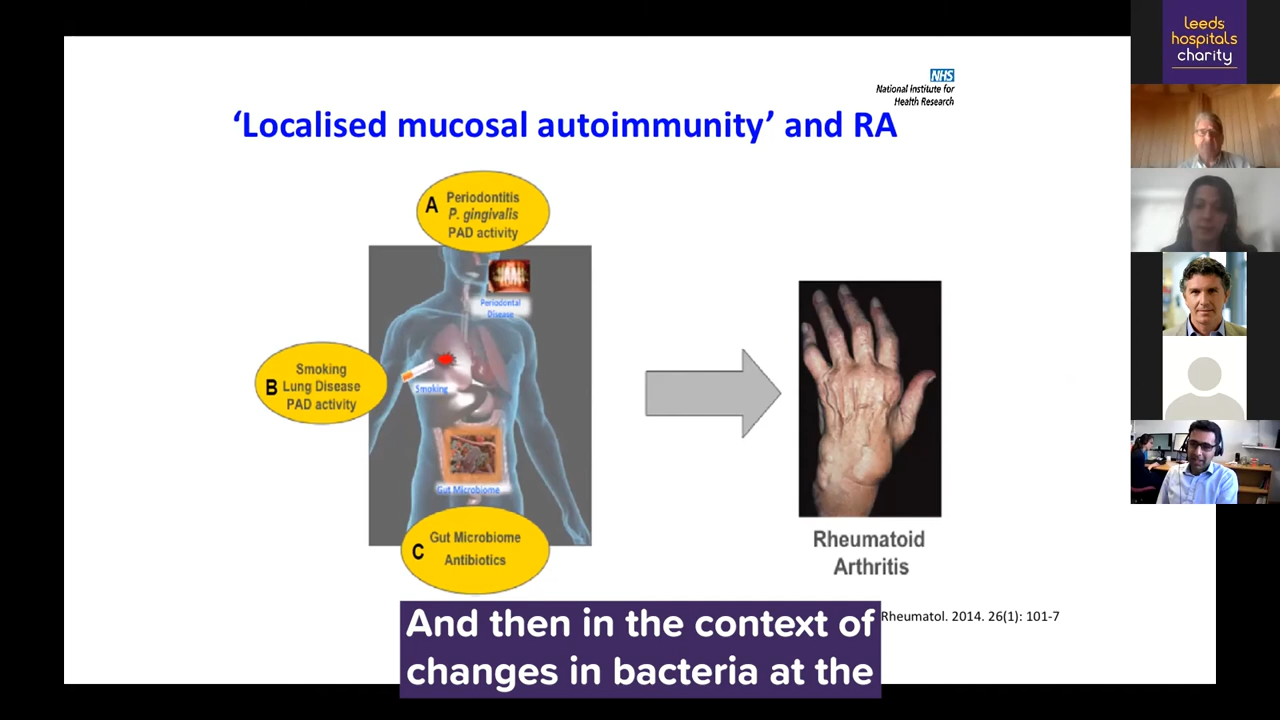 leeds
hospitals
charity
NHS
National Institute for
Health Research
‘Localised mucosal autoimmunity’ and RA
A
Periodontitis
P. gingivalis
PAD activity
Periodontal
Disease
B
Smoking
Lung Disease
PAD activity
Smoking
Gut Microbiome
C
Gut Microbiome
Antibiotics
Rheumatoid
Arthritis
Rheumatol. 2014. 26(1): 101-7
And then in the context of
changes in bacteria at the